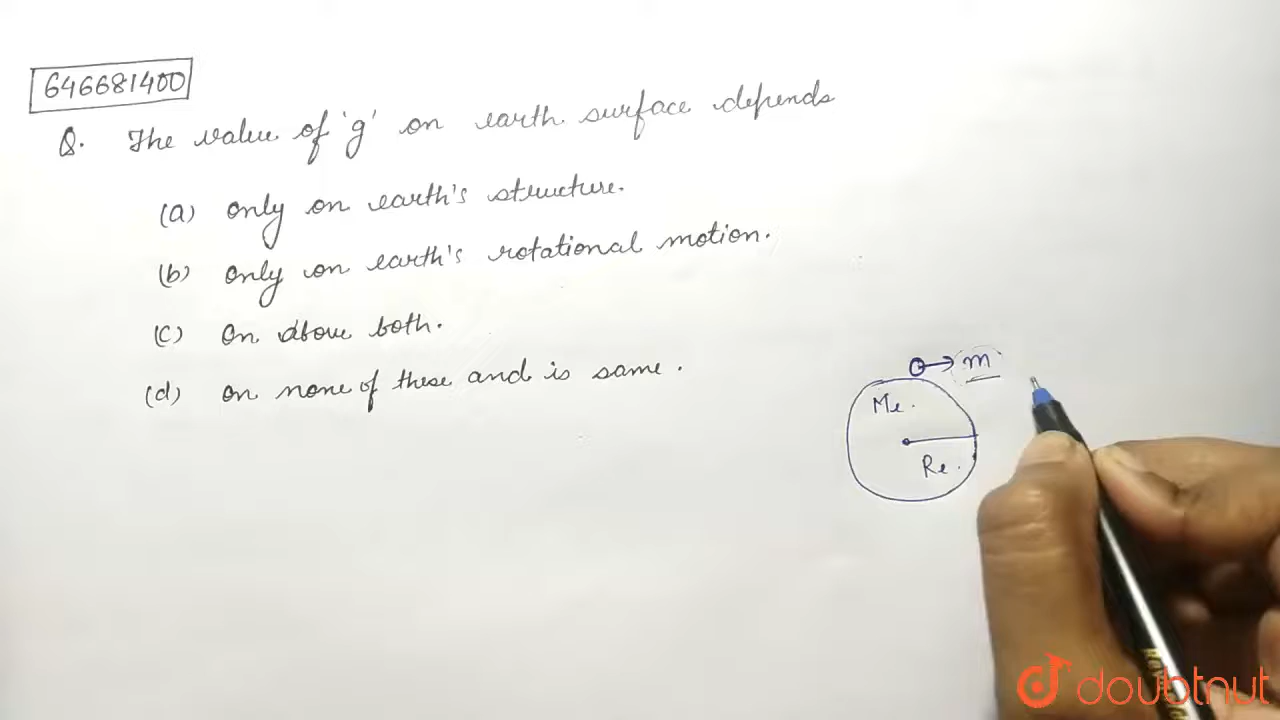 646681400
Q. The value of 'g' on earth surface depends
(a) only on earth's structure.
(b) only on earth's rotational motion.
(c) on above both.
(d) on none of these and is same.
m
Me.
Re.
doubtnut